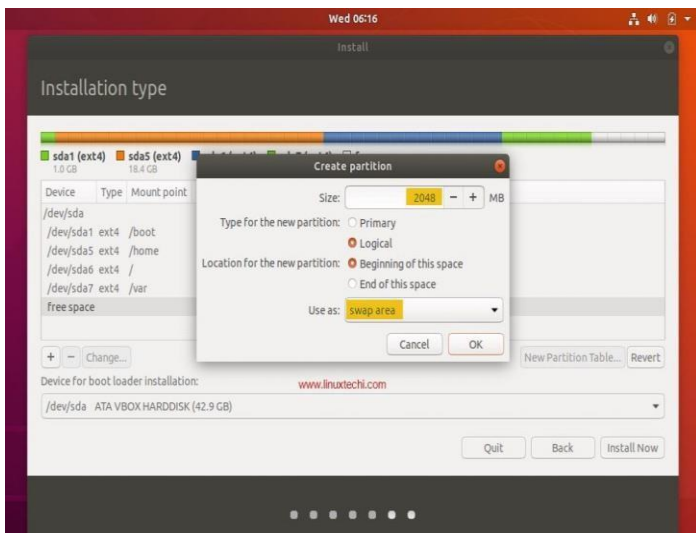 Wed 06:16
Install
Installation type
sda1 (ext4) sda5 (ext4)
1.0 GB 18.4 GB
Create partition
Size: 2048 − + MB
Type for the new partition: Primary
Logical
Location for the new partition: Beginning of this space
End of this space
Use as: swap area
Cancel OK
Device Type Mount point
/dev/sda
/dev/sda1 ext4 /boot
/dev/sda5 ext4 /home
/dev/sda6 ext4 /
/dev/sda7 ext4 /var
free space
+ − Change... New Partition Table... Revert
Device for boot loader installation:
www.linuxtechi.com
/dev/sda ATA VBOX HARDDISK (42.9 GB)
Quit Back Install Now